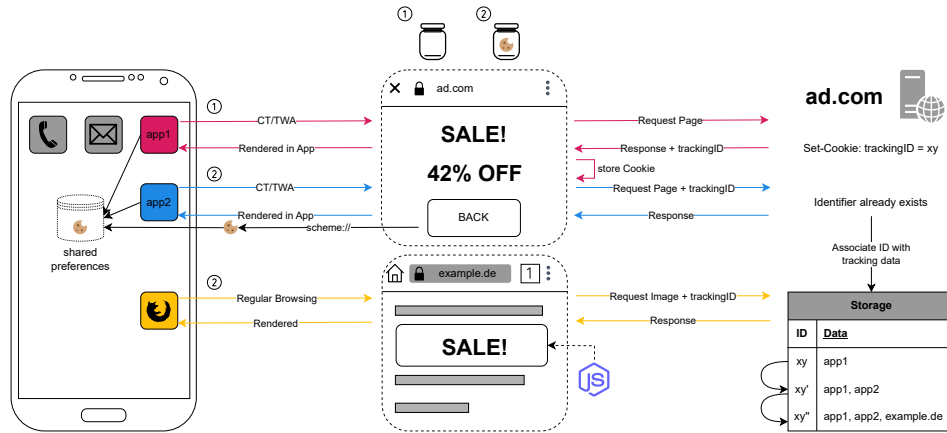 ① ②
ad.com
SALE!
42% OFF
BACK
①
app1
CT/TWA
Rendered in App
Request Page
Response + trackingID
store Cookie
ad.com
Set-Cookie: trackingID = xy
②
app2
CT/TWA
Rendered in App
Request Page + trackingID
Response
scheme://
shared
preferences
Identifier already exists
Associate ID with
tracking data
②
Regular Browsing
Rendered
example.de
1
SALE!
JS
Request Image + trackingID
Response
Storage
ID Data
xy app1
xy' app1, app2
xy'' app1, app2, example.de